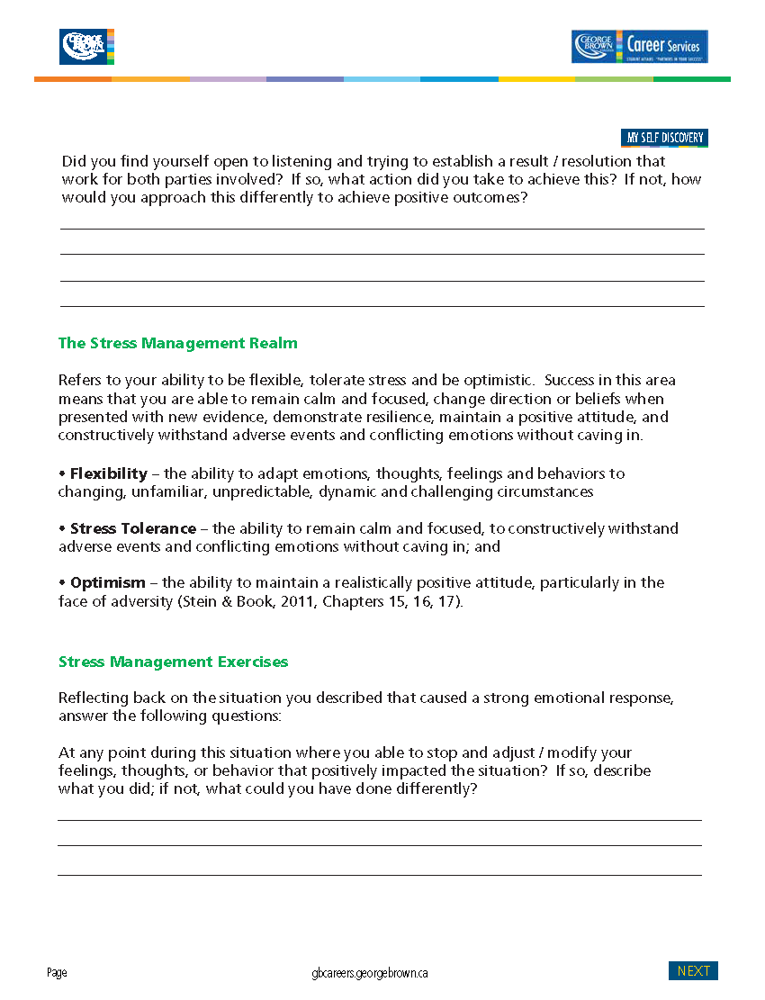 GEORGE
BROWN
GEORGE
BROWN
Career Services
STUDENT AFFAIRS: "PARTNERS IN YOUR SUCCESS"
MY SELF DISCOVERY
Did you find yourself open to listening and trying to establish a result / resolution that
work for both parties involved?  If so, what action did you take to achieve this?  If not, how
would you approach this differently to achieve positive outcomes?
The Stress Management Realm
Refers to your ability to be flexible, tolerate stress and be optimistic.  Success in this area
means that you are able to remain calm and focused, change direction or beliefs when
presented with new evidence, demonstrate resilience, maintain a positive attitude, and
constructively withstand adverse events and conflicting emotions without caving in.
• Flexibility – the ability to adapt emotions, thoughts, feelings and behaviors to
changing, unfamiliar, unpredictable, dynamic and challenging circumstances
• Stress Tolerance – the ability to remain calm and focused, to constructively withstand
adverse events and conflicting emotions without caving in; and
• Optimism – the ability to maintain a realistically positive attitude, particularly in the
face of adversity (Stein & Book, 2011, Chapters 15, 16, 17).
Stress Management Exercises
Reflecting back on the situation you described that caused a strong emotional response,
answer the following questions:
At any point during this situation where you able to stop and adjust / modify your
feelings, thoughts, or behavior that positively impacted the situation?  If so, describe
what you did; if not, what could you have done differently?
Page
gbcareers.georgebrown.ca
NEXT